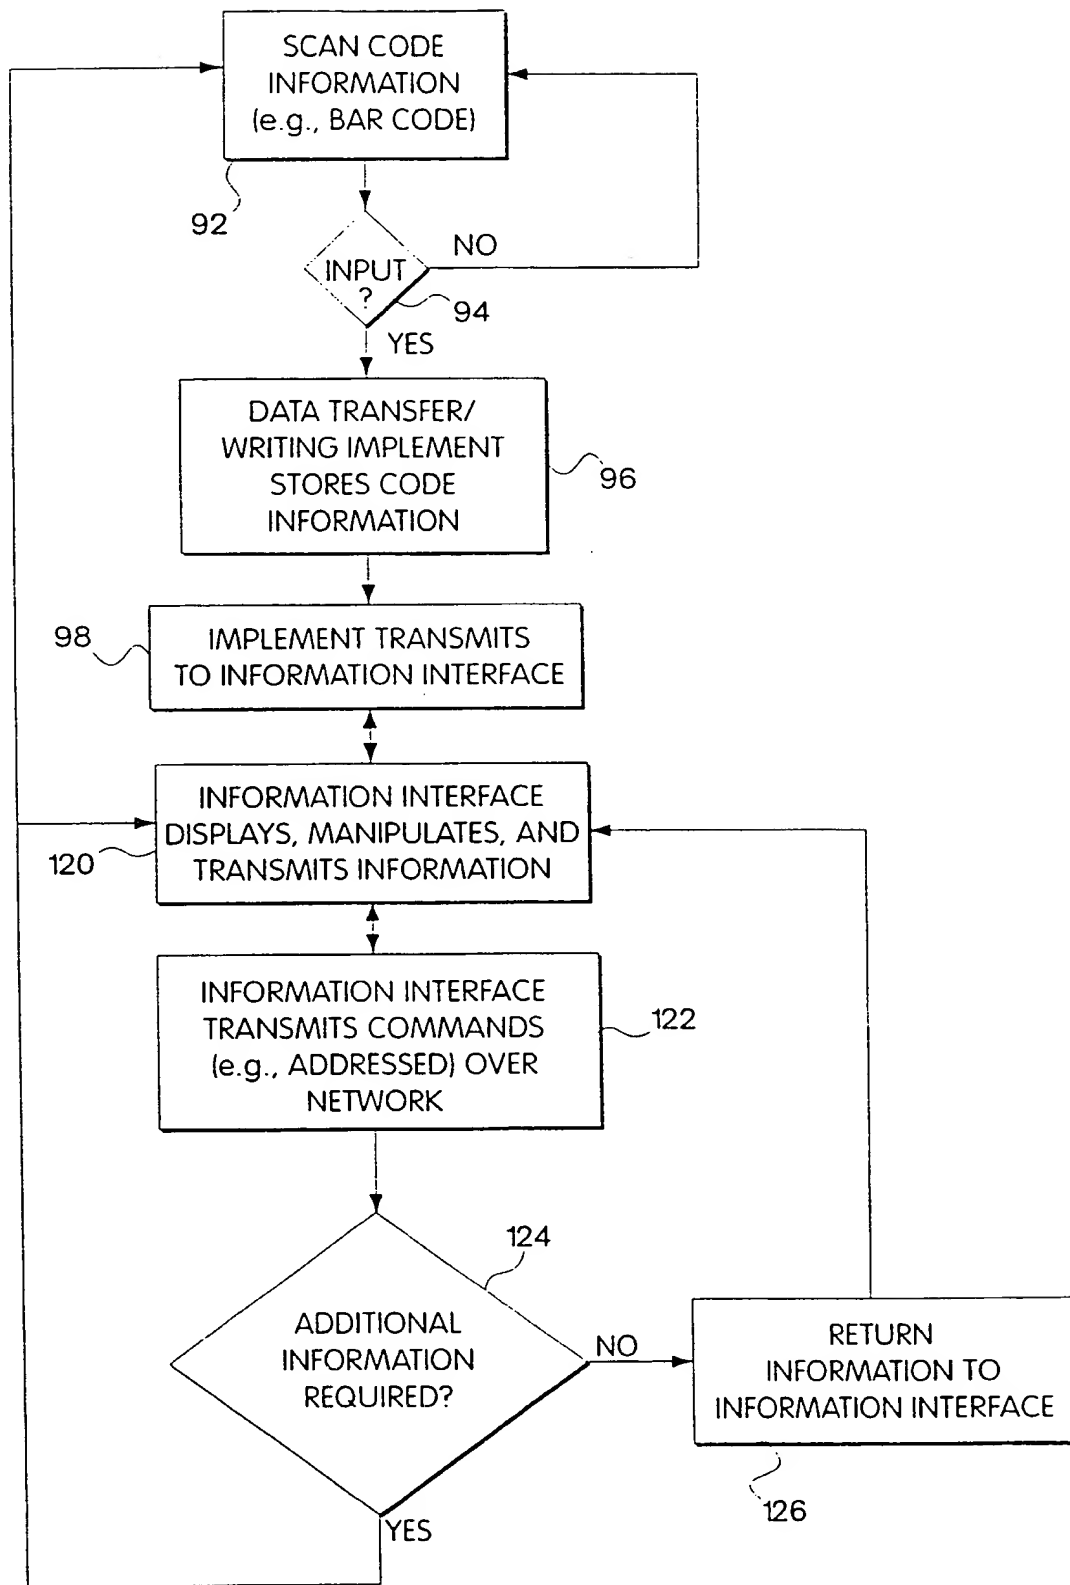 SCAN CODE
INFORMATION
(e.g., BAR CODE)
92
NO
INPUT
?
94
YES
DATA TRANSFER/
WRITING IMPLEMENT
STORES CODE
INFORMATION
96
98
IMPLEMENT TRANSMITS
TO INFORMATION INTERFACE
INFORMATION INTERFACE
DISPLAYS, MANIPULATES, AND
TRANSMITS INFORMATION
120
INFORMATION INTERFACE
TRANSMITS COMMANDS
(e.g., ADDRESSED) OVER
NETWORK
122
124
ADDITIONAL
INFORMATION
REQUIRED?
NO
RETURN
INFORMATION TO
INFORMATION INTERFACE
126
YES